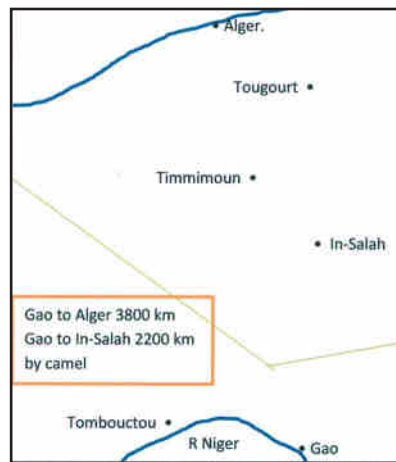 Alger.
Tougourt
Timmimoun
In-Salah
Gao to Alger 3800 km
Gao to In-Salah 2200 km
by camel
Tombouctou
R Niger
Gao